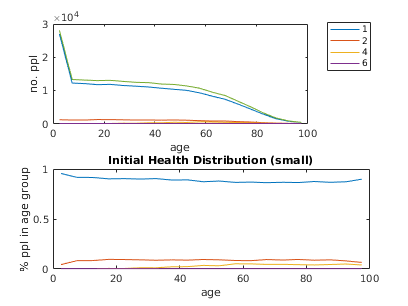 ×10⁴
3
2
1
0
no. ppl
0 20 40 60 80 100
age
1
2
4
6
Initial Health Distribution (small)
1
0.5
0
% ppl in age group
0 20 40 60 80 100
age